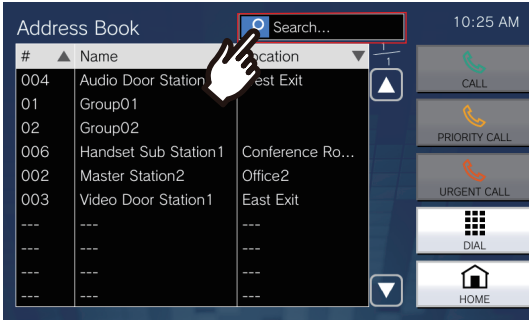 Address Book
Search...
10:25 AM
# ▲ Name Location ▼
1/1
004 Audio Door Station West Exit
01 Group01
02 Group02
006 Handset Sub Station1 Conference Ro...
002 Master Station2 Office2
003 Video Door Station1 East Exit
--- --- ---
--- --- ---
--- --- ---
--- --- ---
CALL
PRIORITY CALL
URGENT CALL
DIAL
HOME